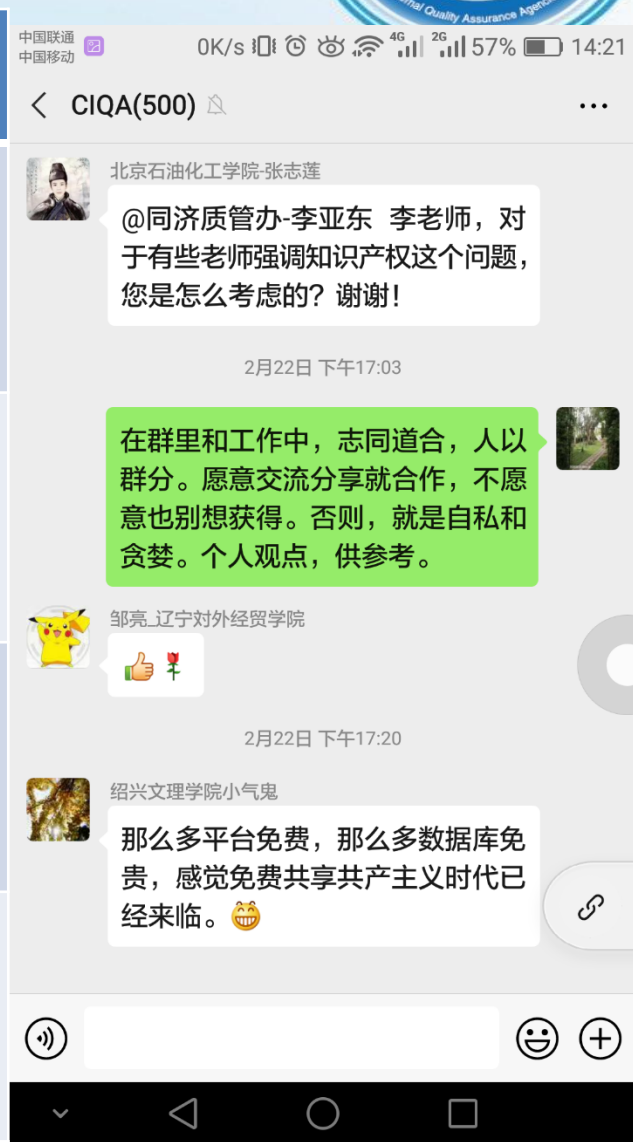 nal Quality Assurance Agen
中国联通
中国移动
0K/s 4G 2G 57% 14:21
CIQA(500)
北京石油化工学院-张志莲
@同济质管办-李亚东 李老师，对
于有些老师强调知识产权这个问题，
您是怎么考虑的？谢谢！
2月22日 下午17:03
在群里和工作中，志同道合，人以
群分。愿意交流分享就合作，不愿
意也别想获得。否则，就是自私和
贪婪。个人观点，供参考。
邹亮_辽宁对外经贸学院
2月22日 下午17:20
绍兴文理学院小气鬼
那么多平台免费，那么多数据库免
贵，感觉免费共享共产主义时代已
经来临。